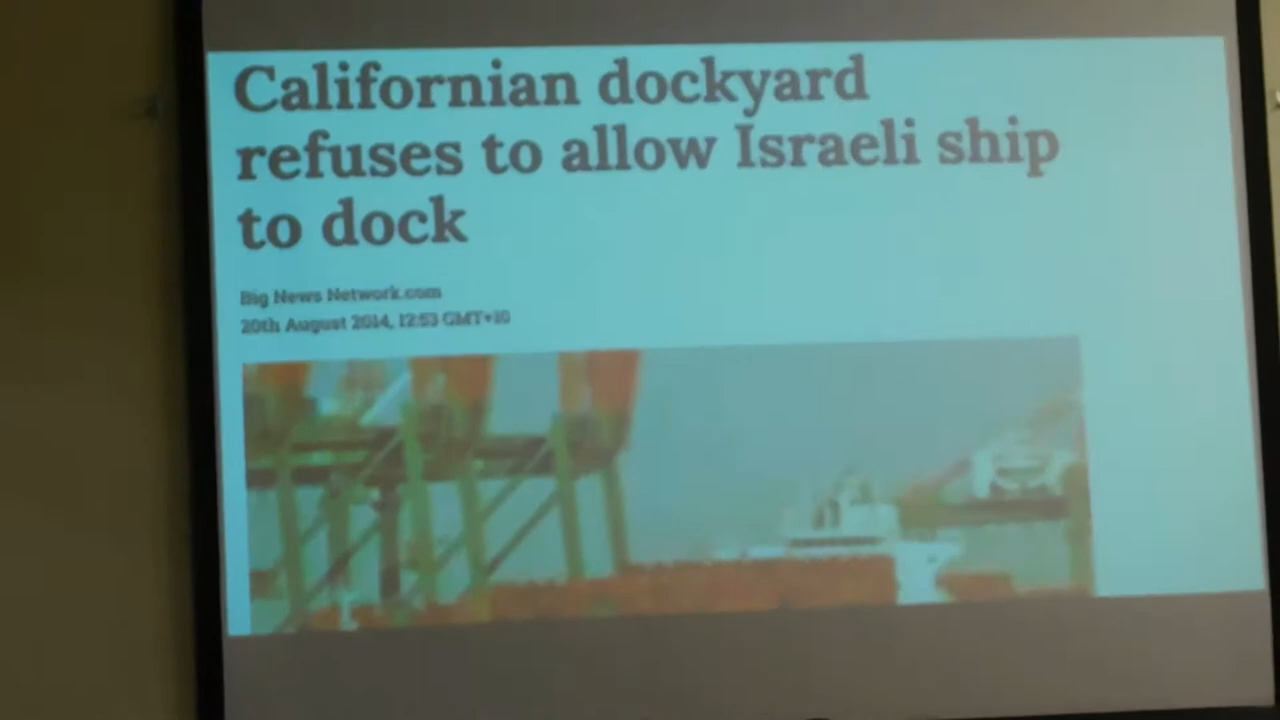 Californian dockyard
refuses to allow Israeli ship
to dock
Big News Network.com
20th August 2014, 12:53 GMT+10